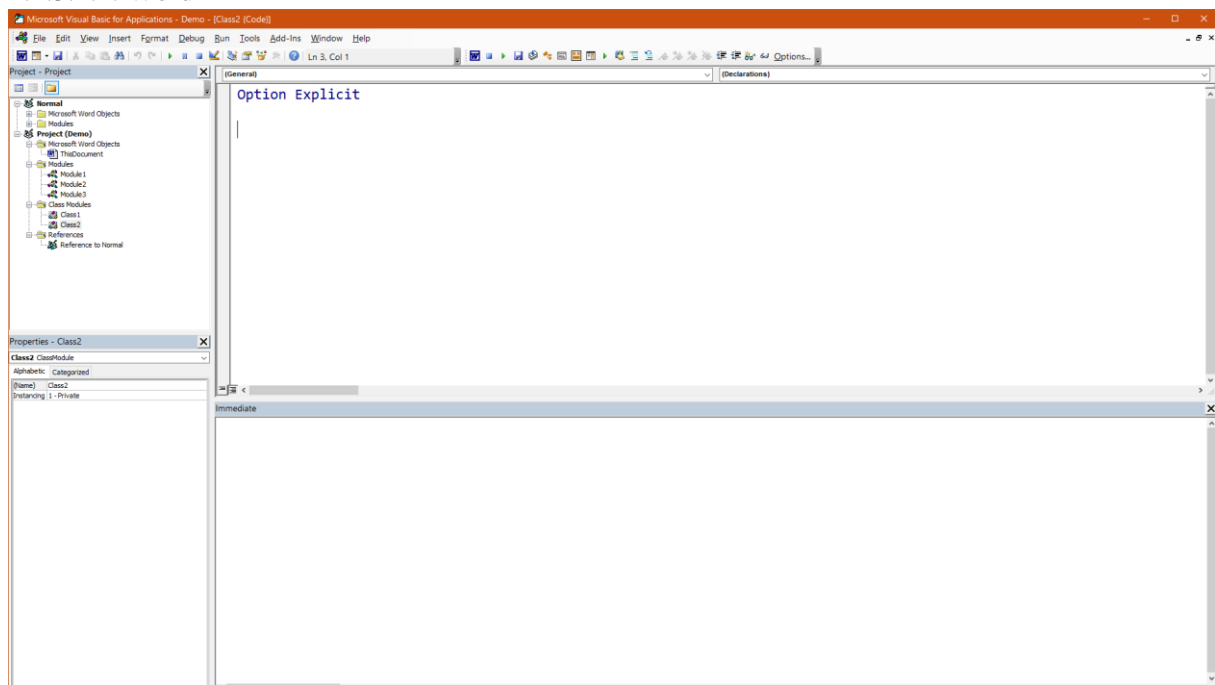 Microsoft Visual Basic for Applications - Demo - [Class2 (Code)]
File Edit View Insert Format Debug Run Tools Add-Ins Window Help
Ln 3, Col 1
Options...
Project - Project
Normal
Microsoft Word Objects
Modules
Project (Demo)
Microsoft Word Objects
ThisDocument
Modules
Module1
Module2
Module3
Class Modules
Class1
Class2
References
Reference to Normal
Properties - Class2
Class2 ClassModule
Alphabetic Categorized
(Name) Class2
Instancing 1 - Private
(General) (Declarations)
Option Explicit
Immediate